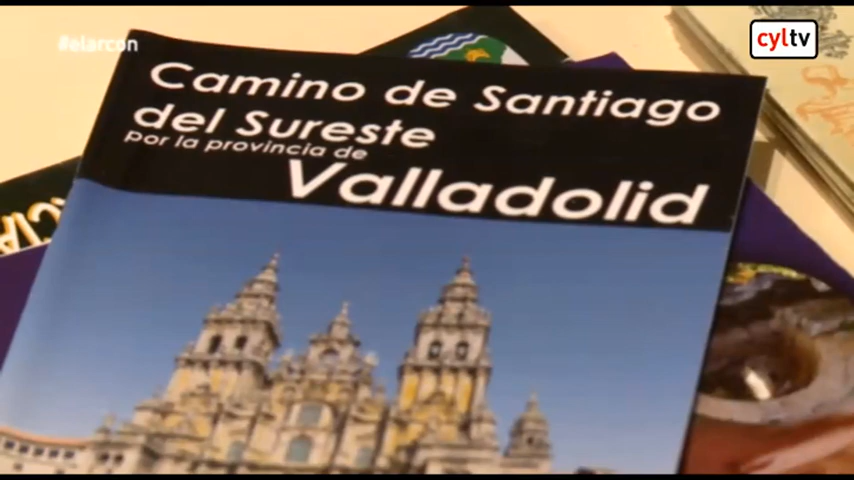 #elarcon
cyltv
Camino de Santiago
del Sureste
por la provincia de
Valladolid